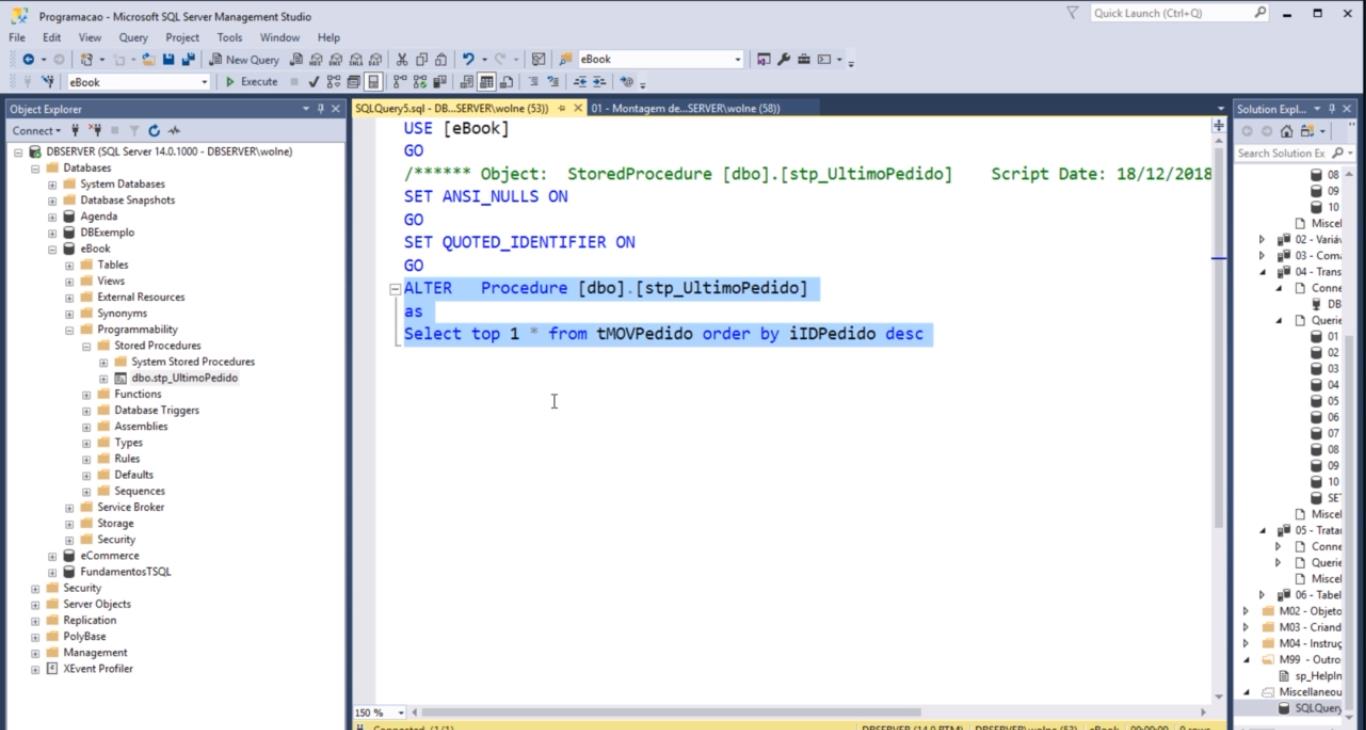 Programacao - Microsoft SQL Server Management Studio
Quick Launch (Ctrl+Q)
File Edit View Query Project Tools Window Help
New Query
eBook
eBook
Execute
Object Explorer
SQLQuery5.sql - DB...SERVER\wolne (53))
01 - Montagem de...SERVER\wolne (58))
Solution Expl...
Connect
Search Solution Ex
DBSERVER (SQL Server 14.0.1000 - DBSERVER\wolne)
Databases
System Databases
Database Snapshots
Agenda
DBExemplo
eBook
Tables
Views
External Resources
Synonyms
Programmability
Stored Procedures
System Stored Procedures
dbo.stp_UltimoPedido
Functions
Database Triggers
Assemblies
Types
Rules
Defaults
Sequences
Service Broker
Storage
Security
eCommerce
FundamentosTSQL
Security
Server Objects
Replication
PolyBase
Management
XEvent Profiler
USE [eBook]
GO
/****** Object: StoredProcedure [dbo].[stp_UltimoPedido] Script Date: 18/12/2018
SET ANSI_NULLS ON
GO
SET QUOTED_IDENTIFIER ON
GO
ALTER Procedure [dbo].[stp_UltimoPedido]
as
Select top 1 * from tMOVPedido order by iIDPedido desc
150 %
Connected. (1/1)
DBSERVER (14.0 RTM) DBSERVER\wolne (53) eBook 00:00:00 0 rows
08
09
10
Miscel
02 - Variáv
03 - Com
04 - Trans
Conne
DB
Querie
01
02
03
04
05
06
07
08
09
10
SE
Miscel
05 - Tratar
Conne
Querie
Miscel
06 - Tabel
M02 - Objeto
M03 - Criand
M04 - Instruç
M99 - Outro
sp_HelpIn
Miscellaneou
SQLQuery